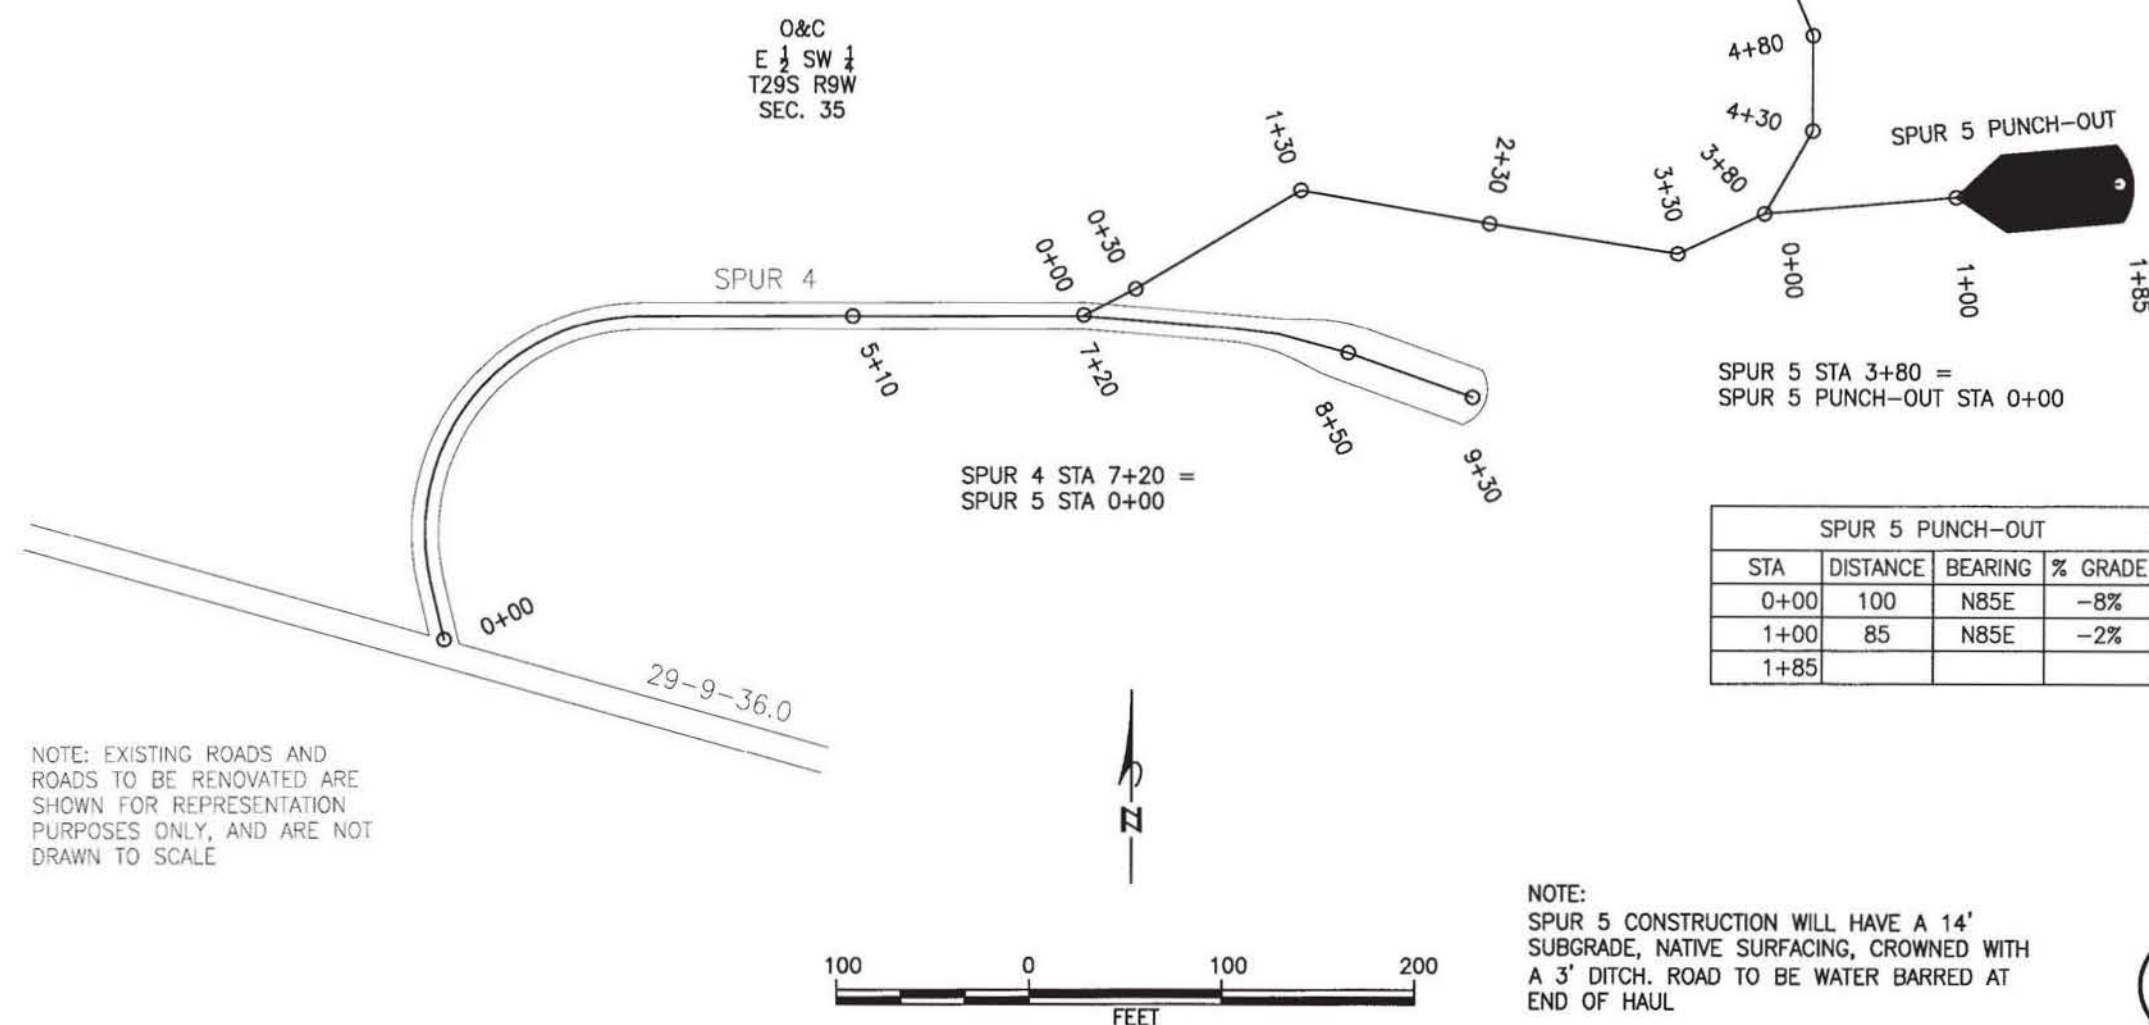 O&C
E 1/2 SW 1/4
T29S R9W
SEC. 35
4+80
4+30
SPUR 5 PUNCH-OUT
1+30
2+30
3+30
3+80
0+00
1+00
1+85
0+30
0+00
SPUR 4
5+10
7+20
8+50
9+30
SPUR 5 STA 3+80 =
SPUR 5 PUNCH-OUT STA 0+00
SPUR 4 STA 7+20 =
SPUR 5 STA 0+00
SPUR 5 PUNCH-OUT
STA DISTANCE BEARING % GRADE
0+00 100 N85E -8%
1+00 85 N85E -2%
1+85
0+00
29-9-36.0
NOTE: EXISTING ROADS AND
ROADS TO BE RENOVATED ARE
SHOWN FOR REPRESENTATION
PURPOSES ONLY, AND ARE NOT
DRAWN TO SCALE
N
NOTE:
SPUR 5 CONSTRUCTION WILL HAVE A 14'
SUBGRADE, NATIVE SURFACING, CROWNED WITH
A 3' DITCH. ROAD TO BE WATER BARRED AT
END OF HAUL
100 0 100 200
FEET